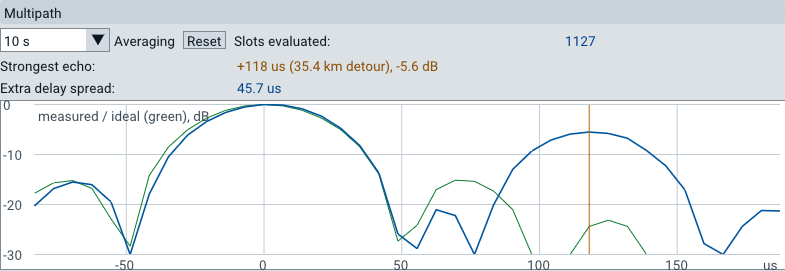 Multipath
10 s Averaging Reset Slots evaluated: 1127
Strongest echo: +118 us (35.4 km detour), -5.6 dB
Extra delay spread: 45.7 us
0
measured / ideal (green), dB
-10
-20
-30
-50 0 50 100 150 us